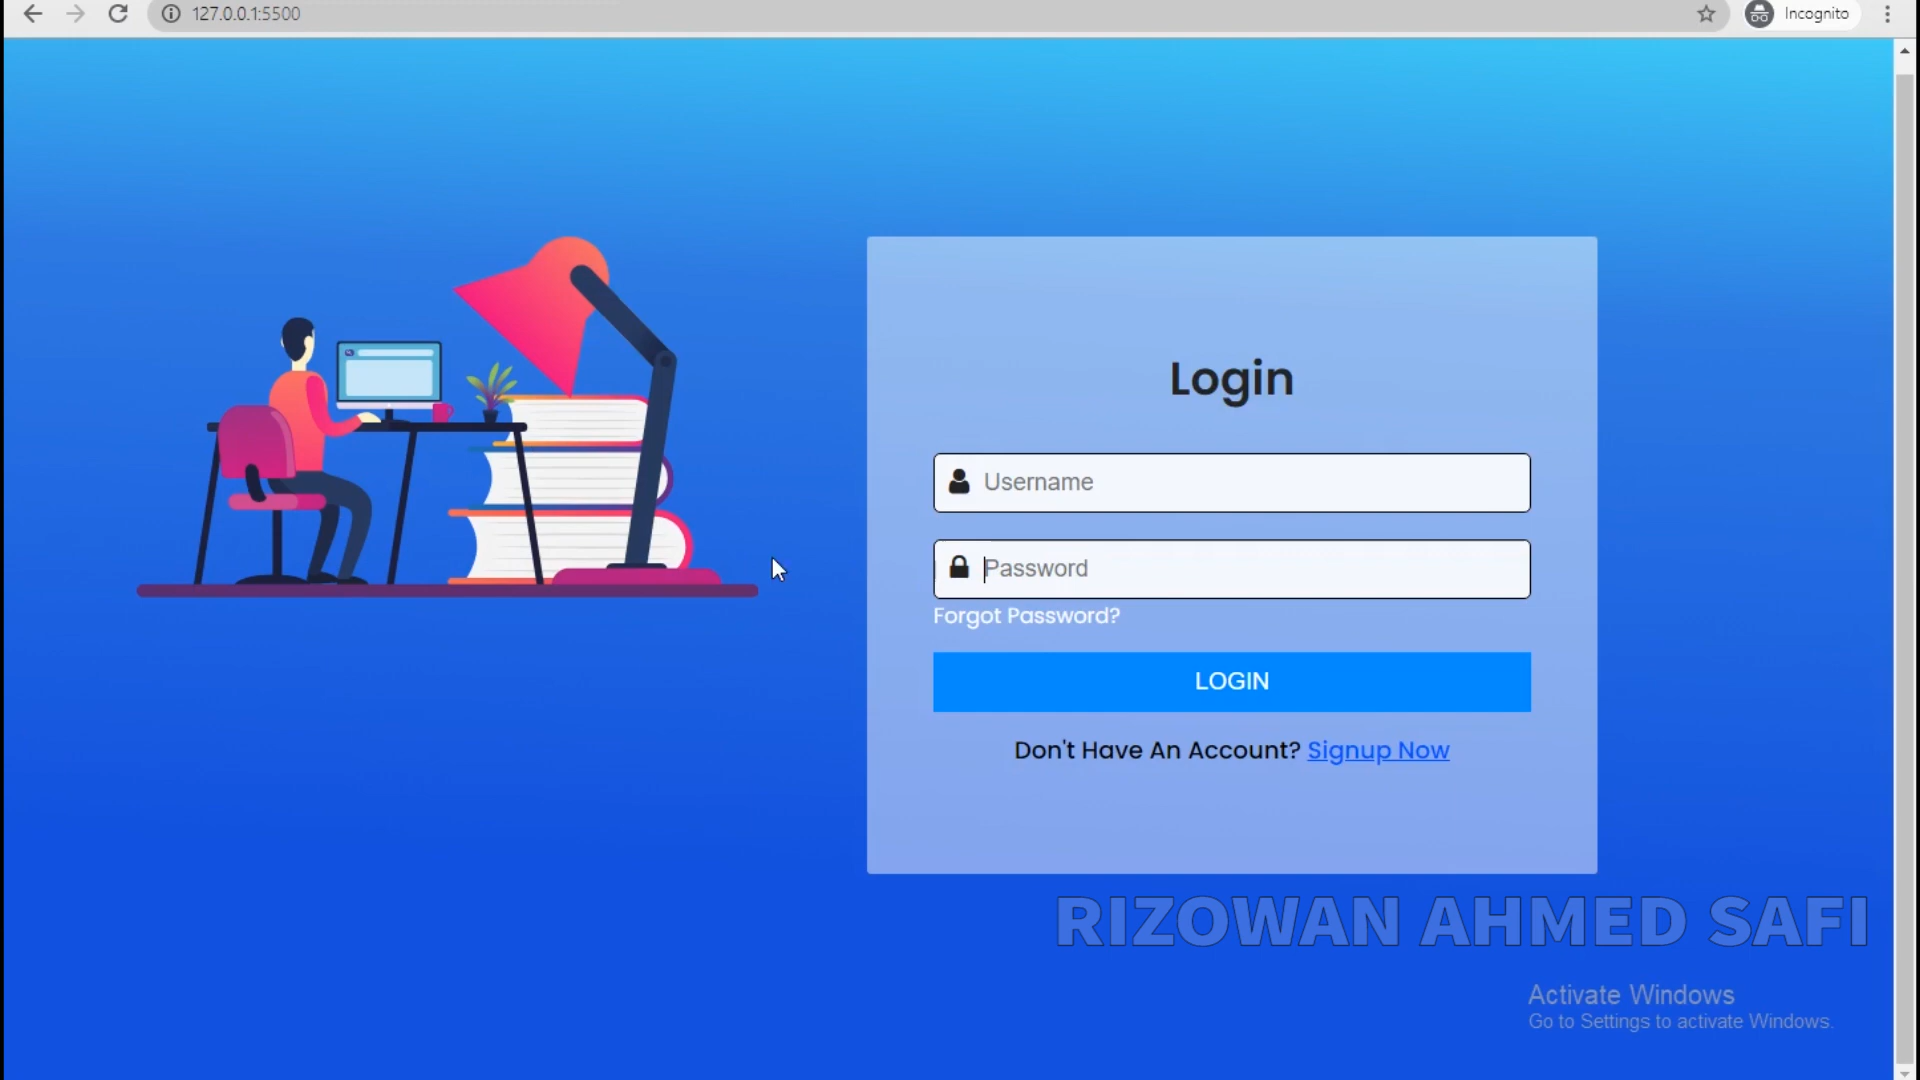 127.0.0.1:5500
Incognito
Login
Username
Password
Forgot Password?
LOGIN
Don't Have An Account? Signup Now
RIZOWAN AHMED SAFI
Activate Windows
Go to Settings to activate Windows.